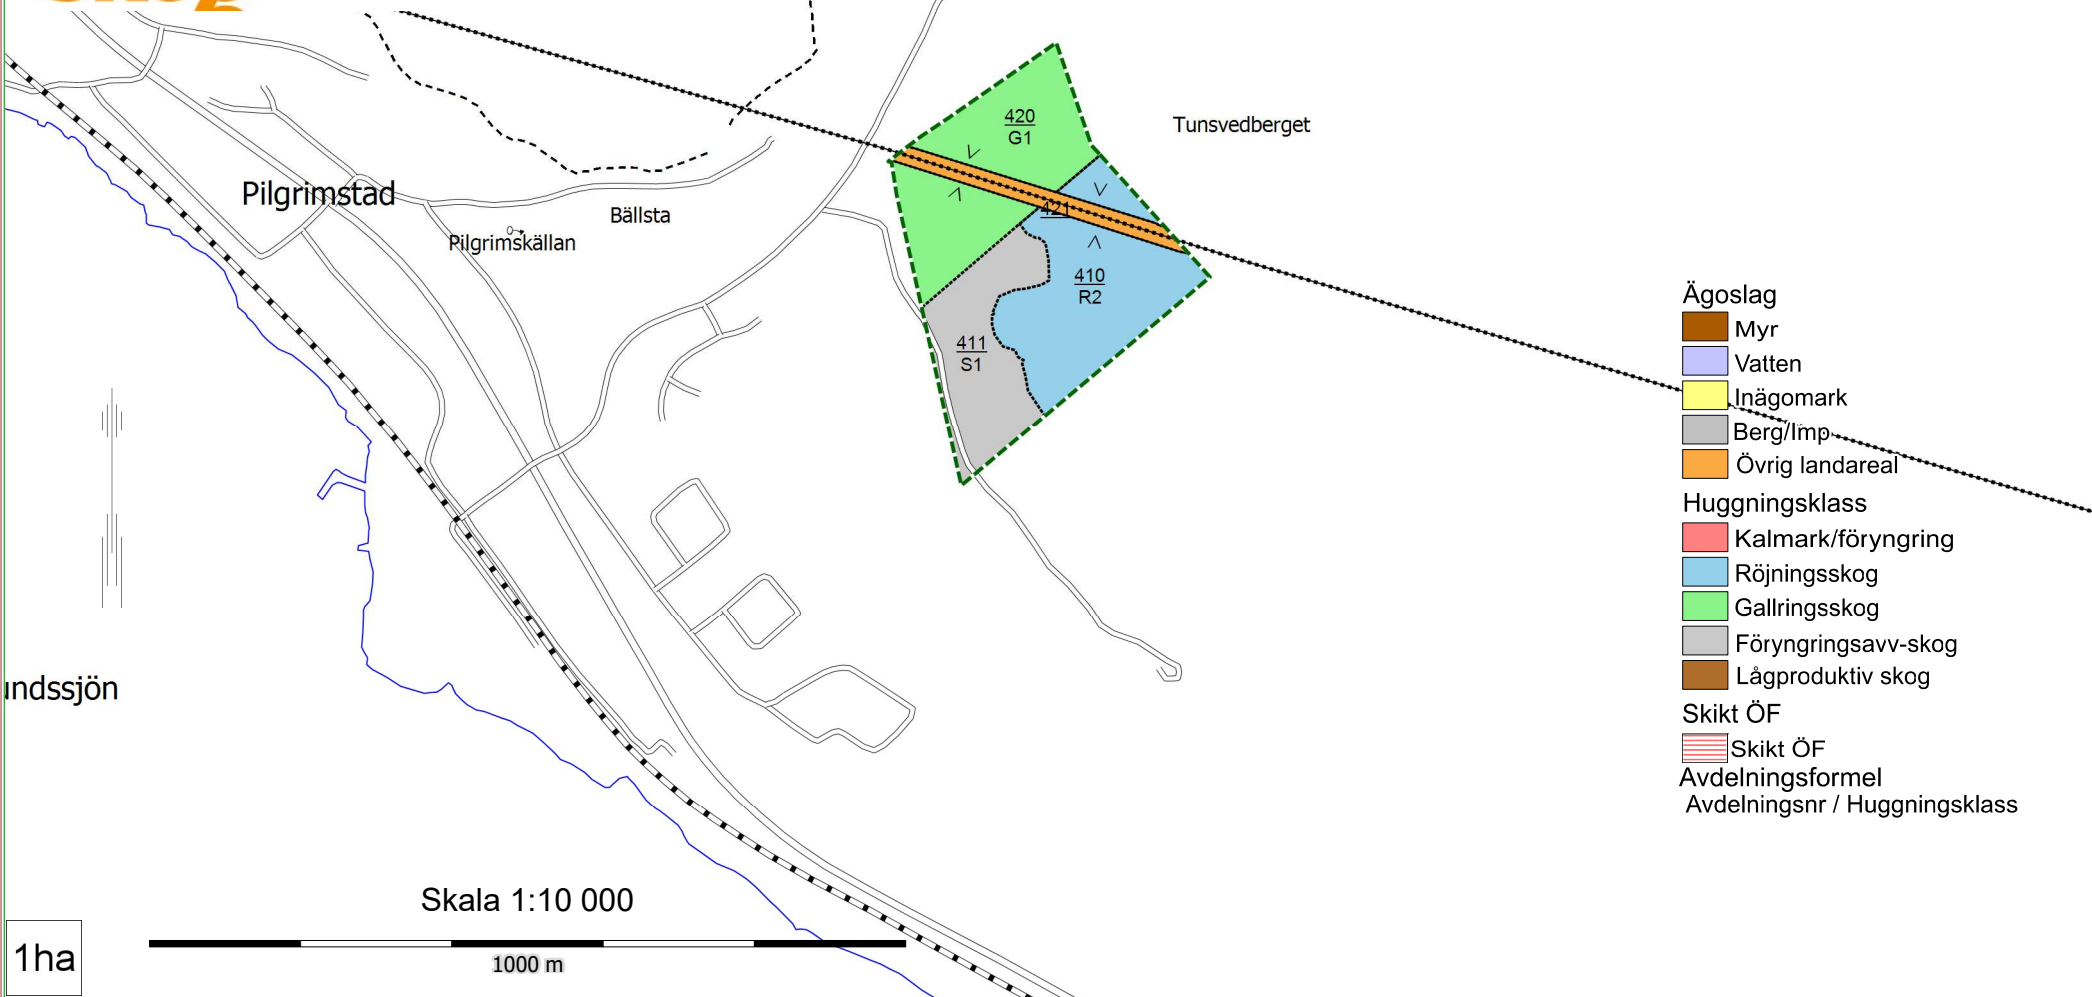 420
G1
Tunsvedberget
Pilgrimstad
Bällsta
Pilgrimskällan
421
410
R2
411
S1
Ägoslag
Myr
Vatten
Inägomark
Berg/Imp
Övrig landareal
Huggningsklass
Kalmark/föryngring
Röjningsskog
Gallringsskog
Föryngringsavv-skog
Lågproduktiv skog
Skikt ÖF
Skikt ÖF
Avdelningsformel
Avdelningsnr / Huggningsklass
undssjön
Skala 1:10 000
1000 m
1ha